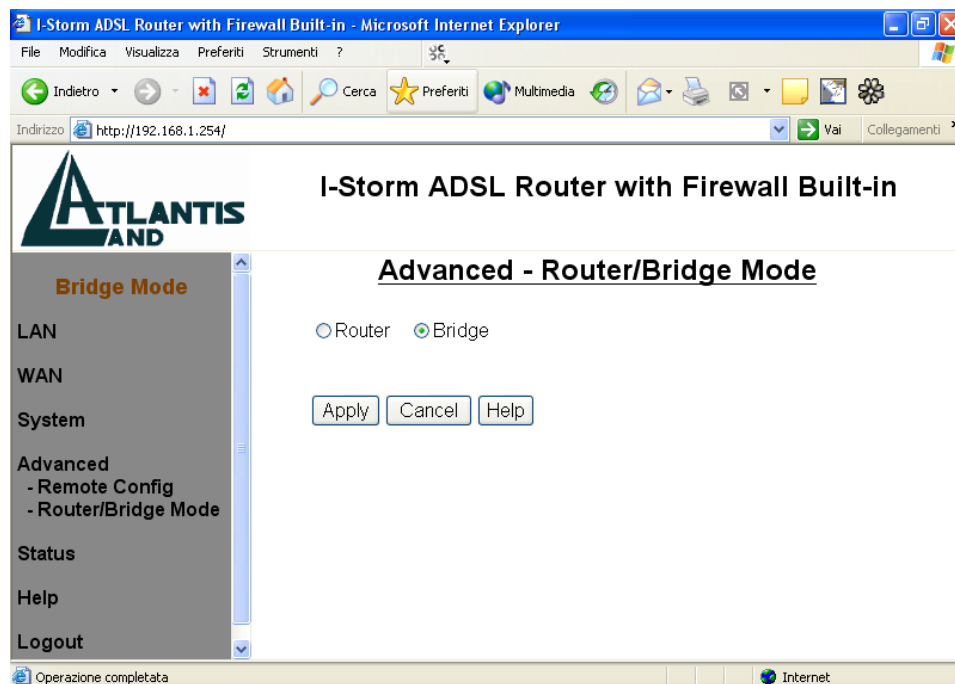 I-Storm ADSL Router with Firewall Built-in - Microsoft Internet Explorer
File Modifica Visualizza Preferiti Strumenti ?
Indietro Cerca Preferiti Multimedia
Indirizzo http://192.168.1.254/ Vai Collegamenti »
ATLANTIS
LAND
I-Storm ADSL Router with Firewall Built-in
Bridge Mode
LAN
WAN
System
Advanced
- Remote Config
- Router/Bridge Mode
Status
Help
Logout
Advanced - Router/Bridge Mode
Router Bridge
Apply Cancel Help
Operazione completata Internet